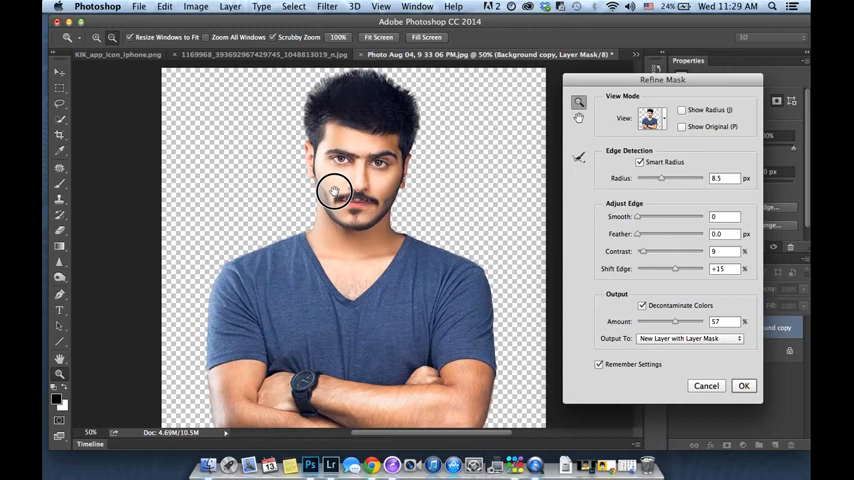 Photoshop File Edit Image Layer Type Select Filter 3D View Window Help 2 24% Wed 11:29 AM
Adobe Photoshop CC 2014
Resize Windows to Fit Zoom All Windows Scrubby Zoom Fit Screen Fill Screen 3D
KIK_app_icon_iphone.png × 1169968_393692967429745_1048813019_n.jpg × Photo Aug 04, 9 33 06 PM.jpg @ 50% (Background copy, Layer Mask/8) *
Properties
Refine Mask
View Mode
View:
Show Radius (J)
Show Original (P)
Edge Detection
Smart Radius
Radius: 8.5 px
Adjust Edge
Smooth: 0
Feather: 0.0 px
Contrast: 9 %
Shift Edge: +15 %
Output
Decontaminate Colors
Amount: 57 %
Output To: New Layer with Layer Mask
Remember Settings
Cancel OK
50% Doc: 4.69M/10.5M
Timeline